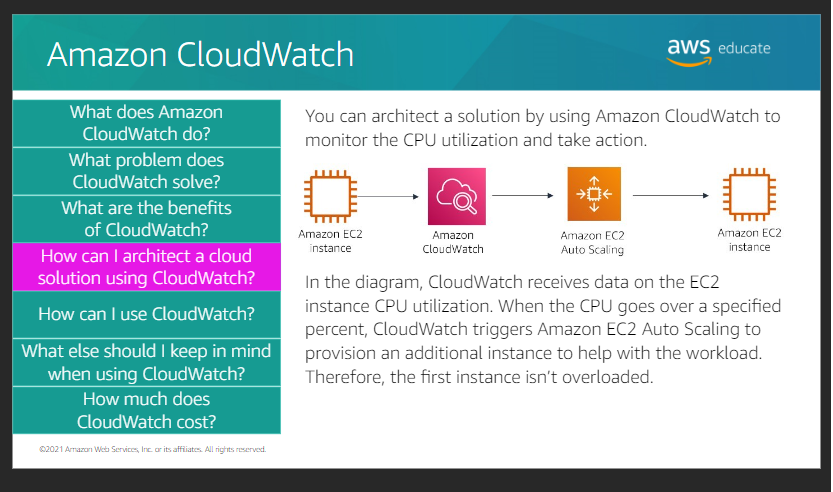 Amazon CloudWatch
aws educate
What does Amazon
CloudWatch do?
What problem does
CloudWatch solve?
What are the benefits
of CloudWatch?
How can I architect a cloud
solution using CloudWatch?
How can I use CloudWatch?
What else should I keep in mind
when using CloudWatch?
How much does
CloudWatch cost?
You can architect a solution by using Amazon CloudWatch to
monitor the CPU utilization and take action.
Amazon EC2
instance
Amazon
CloudWatch
Amazon EC2
Auto Scaling
Amazon EC2
instance
In the diagram, CloudWatch receives data on the EC2
instance CPU utilization. When the CPU goes over a specified
percent, CloudWatch triggers Amazon EC2 Auto Scaling to
provision an additional instance to help with the workload.
Therefore, the first instance isn’t overloaded.
©2021 Amazon Web Services, Inc. or its affiliates. All rights reserved.